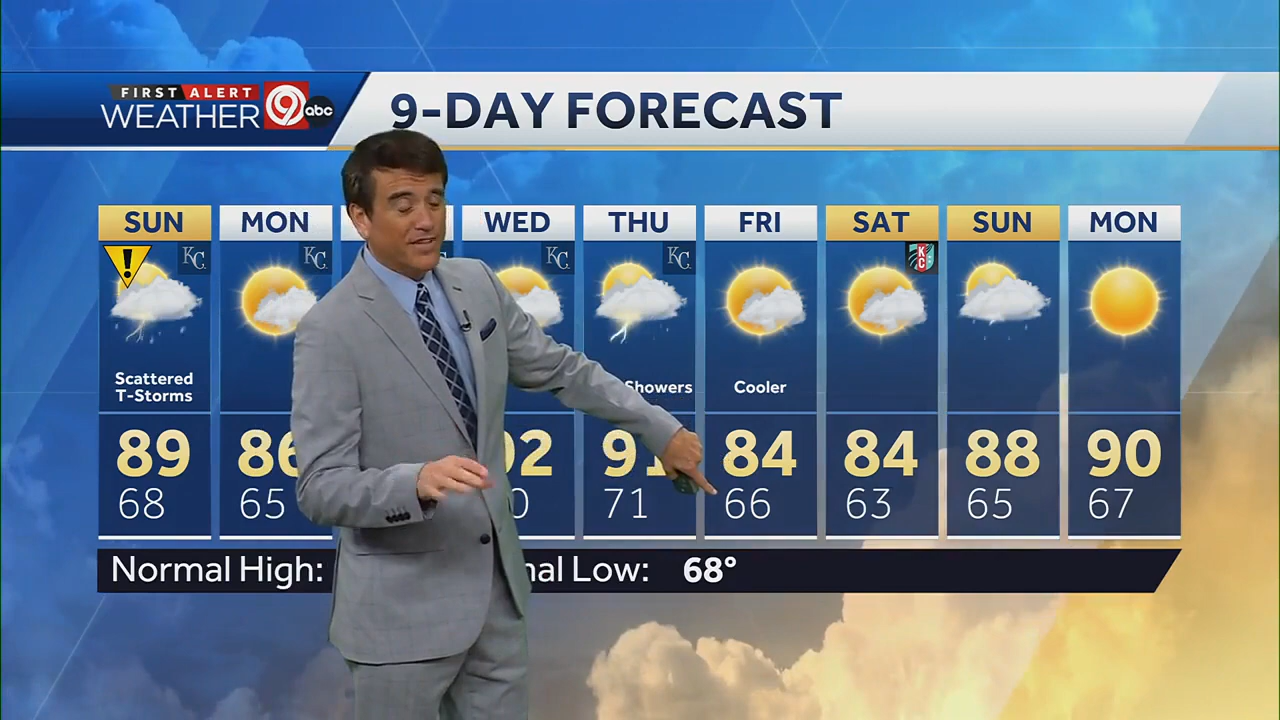 FIRST ALERT
WEATHER 9 abc
9-DAY FORECAST
SUN MON WED THU FRI SAT SUN MON
KC KC KC KC KC
Scattered
T-Storms
Showers
Cooler
89 86 91 84 84 88 90
68 65 71 66 63 65 67
Normal High: Low: 68°